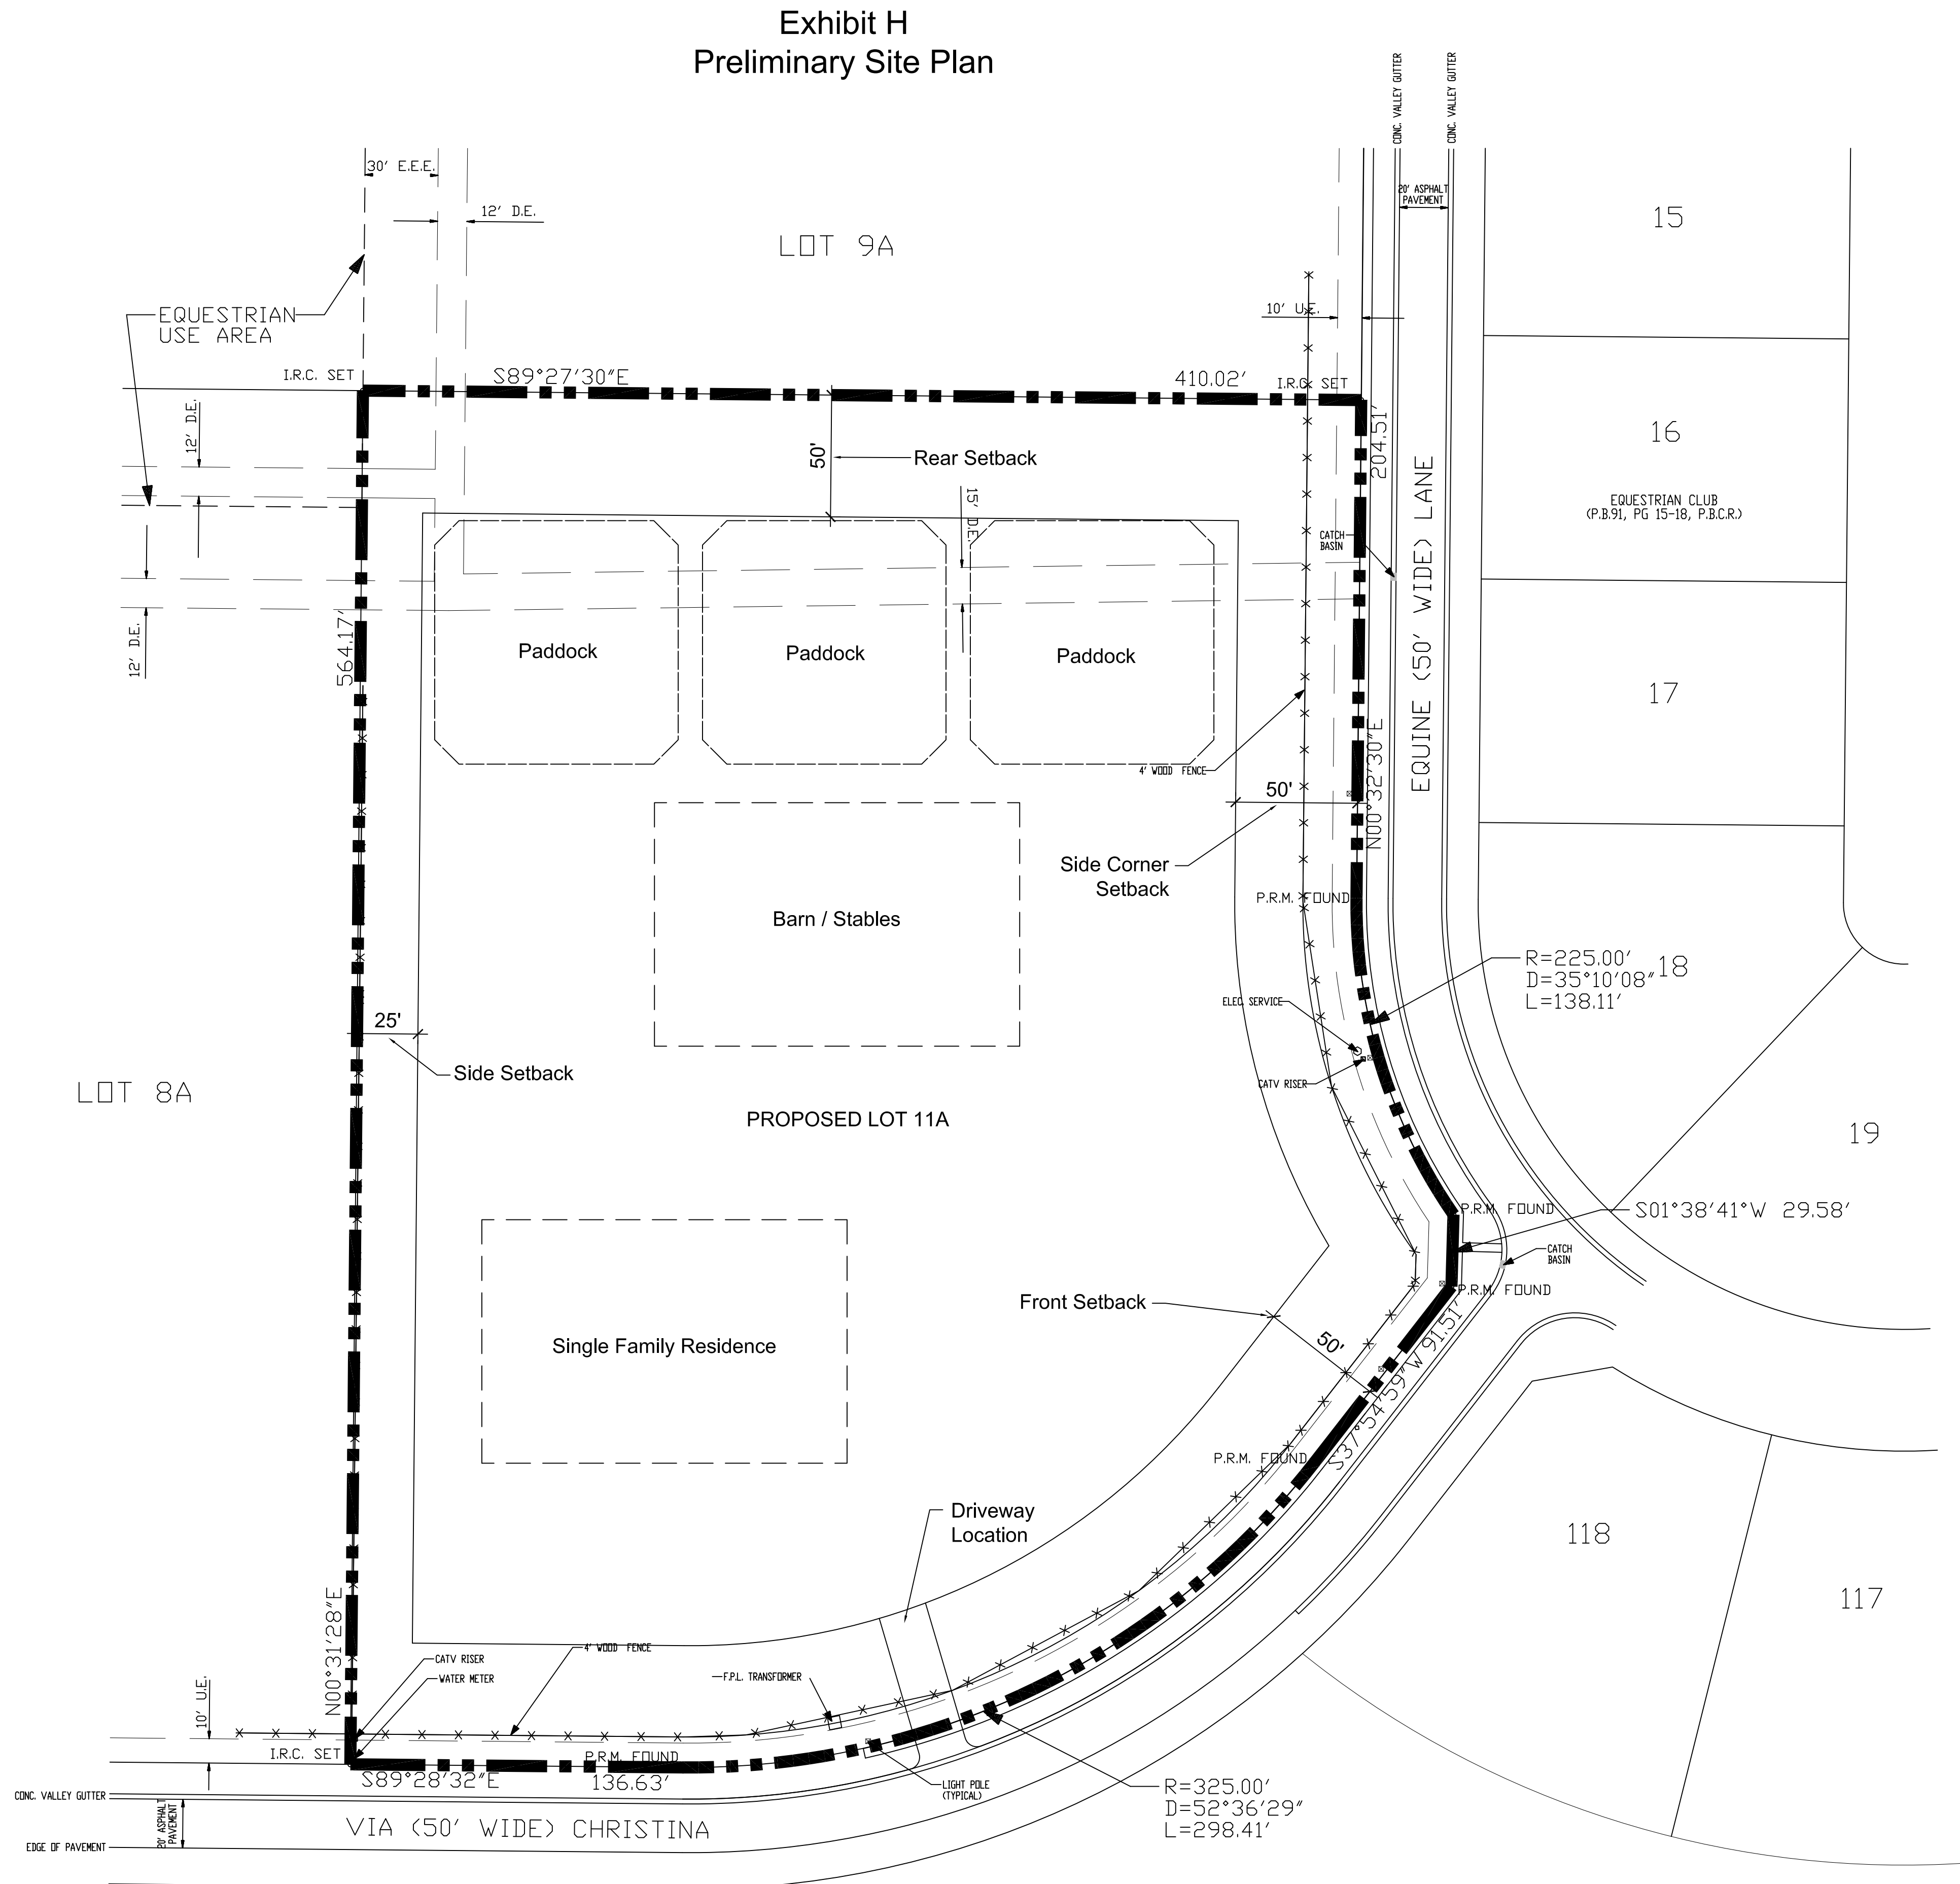 Exhibit H
Preliminary Site Plan
CONC. VALLEY GUTTER
CONC. VALLEY GUTTER
30' E.E.E.
12' D.E.
20' ASPHALT
PAVEMENT
15
LOT 9A
EQUESTRIAN
USE AREA
10' U.E.
I.R.C. SET
S89°27'30"E
410.02'
I.R.C. SET
12' D.E.
50'
Rear Setback
204.51'
16
EQUESTRIAN CLUB
(P.B.91, PG 15-18, P.B.C.R.)
15' D.E.
CATCH
BASIN
EQUINE (50' WIDE) LANE
12' D.E.
564.17'
Paddock
Paddock
Paddock
17
4' WOOD FENCE
50'
N00°32'30"E
Side Corner
Setback
P.R.M. FOUND
Barn / Stables
R=225.00'
D=35°10'08"
L=138.11'
18
ELEC. SERVICE
25'
Side Setback
CATV RISER
LOT 8A
PROPOSED LOT 11A
19
P.R.M. FOUND
S01°38'41"W 29.58'
CATCH
BASIN
P.R.M. FOUND
Front Setback
50'
Single Family Residence
S37°54'59"W 91.51'
P.R.M. FOUND
Driveway
Location
118
117
N00°31'28"E
4' WOOD FENCE
CATV RISER
WATER METER
F.P.L. TRANSFORMER
10' U.E.
I.R.C. SET
P.R.M. FOUND
S89°28'32"E
136.63'
LIGHT POLE
(TYPICAL)
R=325.00'
D=52°36'29"
L=298.41'
CONC. VALLEY GUTTER
20' ASPHALT
PAVEMENT
VIA (50' WIDE) CHRISTINA
EDGE OF PAVEMENT